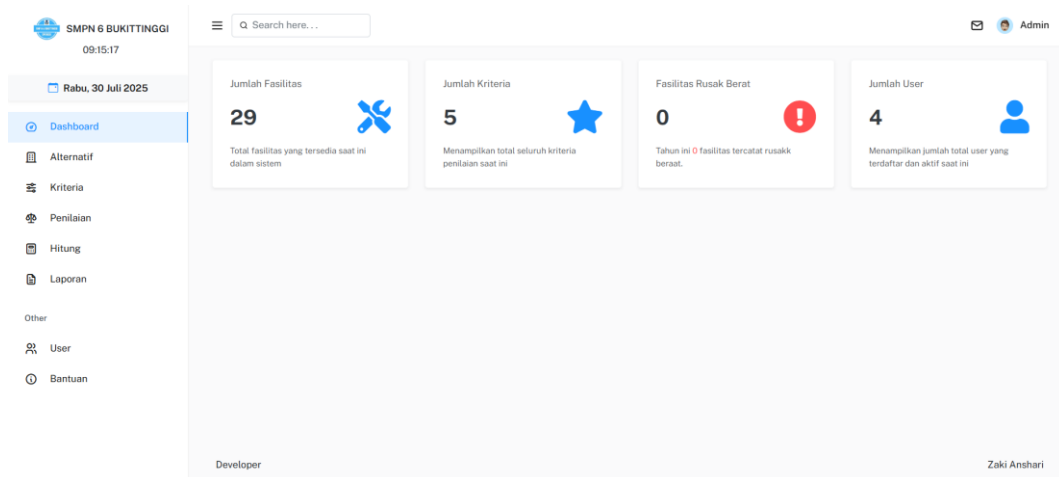 SMPN 6 BUKITTINGGI
09:15:17
Rabu, 30 Juli 2025
Dashboard
Alternatif
Kriteria
Penilaian
Hitung
Laporan
Other
User
Bantuan
Search here...
Admin
Jumlah Fasilitas
29
Total fasilitas yang tersedia saat ini
dalam sistem
Jumlah Kriteria
5
Menampilkan total seluruh kriteria
penilaian saat ini
Fasilitas Rusak Berat
0
Tahun ini 0 fasilitas tercatat rusakk
beraat.
Jumlah User
4
Menampilkan jumlah total user yang
terdaftar dan aktif saat ini
Developer
Zaki Anshari